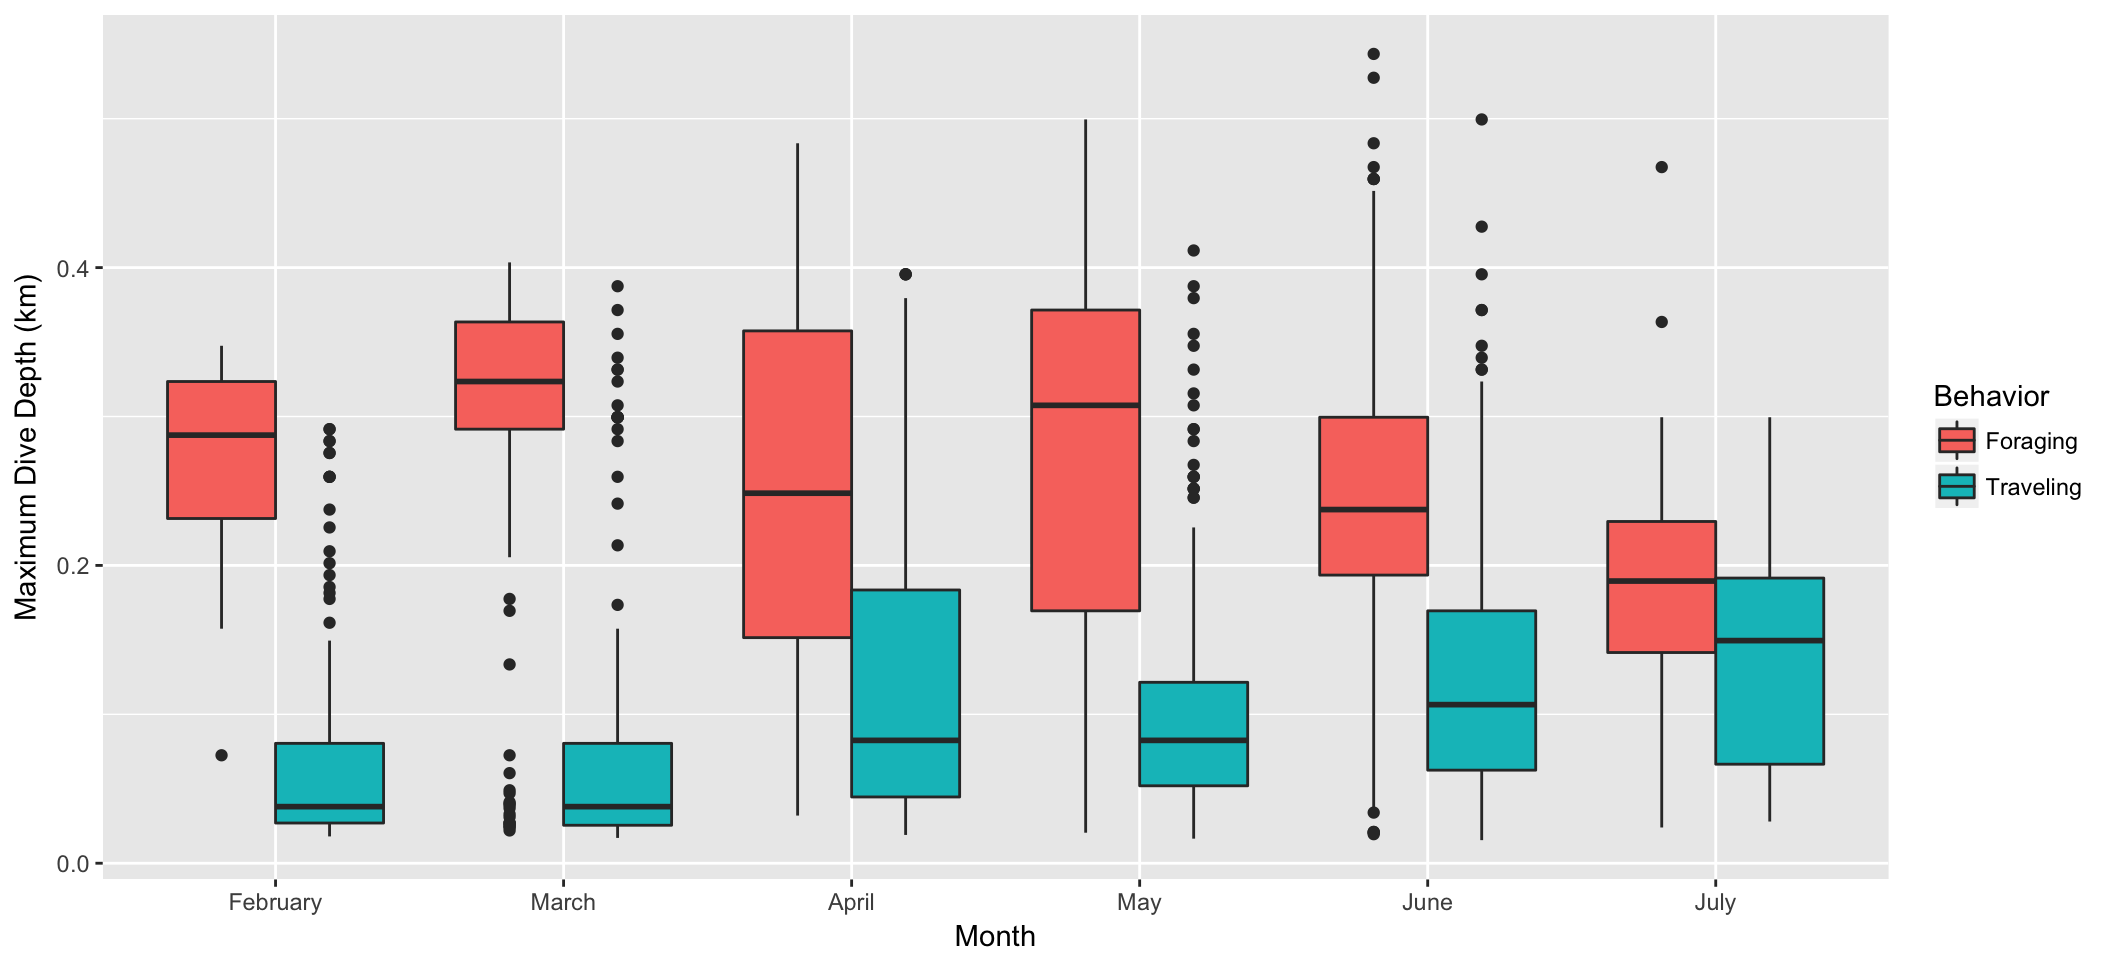 Maximum Dive Depth (km)
0.4
0.2
0.0
February March April May June July
Month
Behavior
Foraging
Traveling